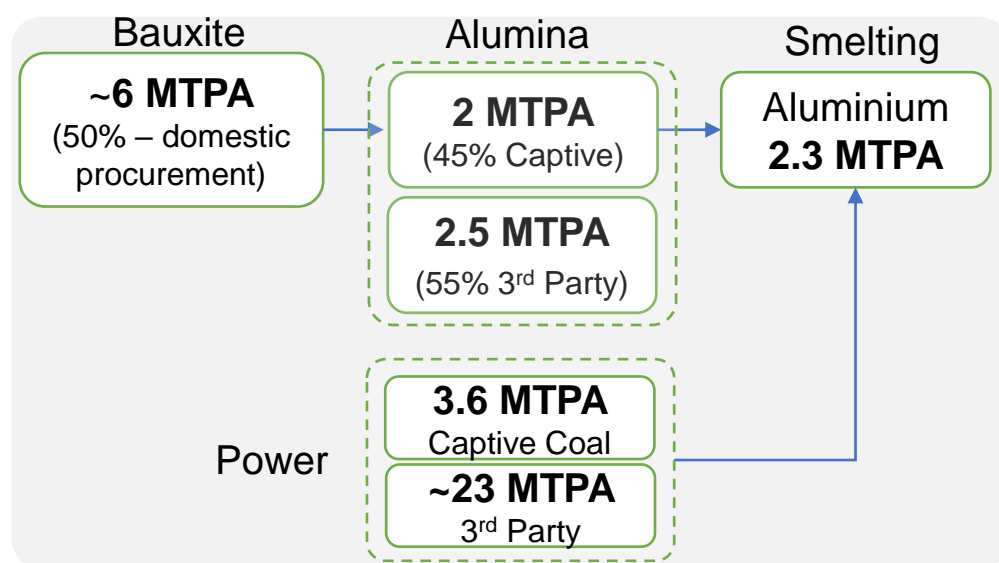 Bauxite
~6 MTPA
(50% – domestic
procurement)
Alumina
2 MTPA
(45% Captive)
2.5 MTPA
(55% 3rd Party)
Smelting
Aluminium
2.3 MTPA
Power
3.6 MTPA
Captive Coal
~23 MTPA
3rd Party